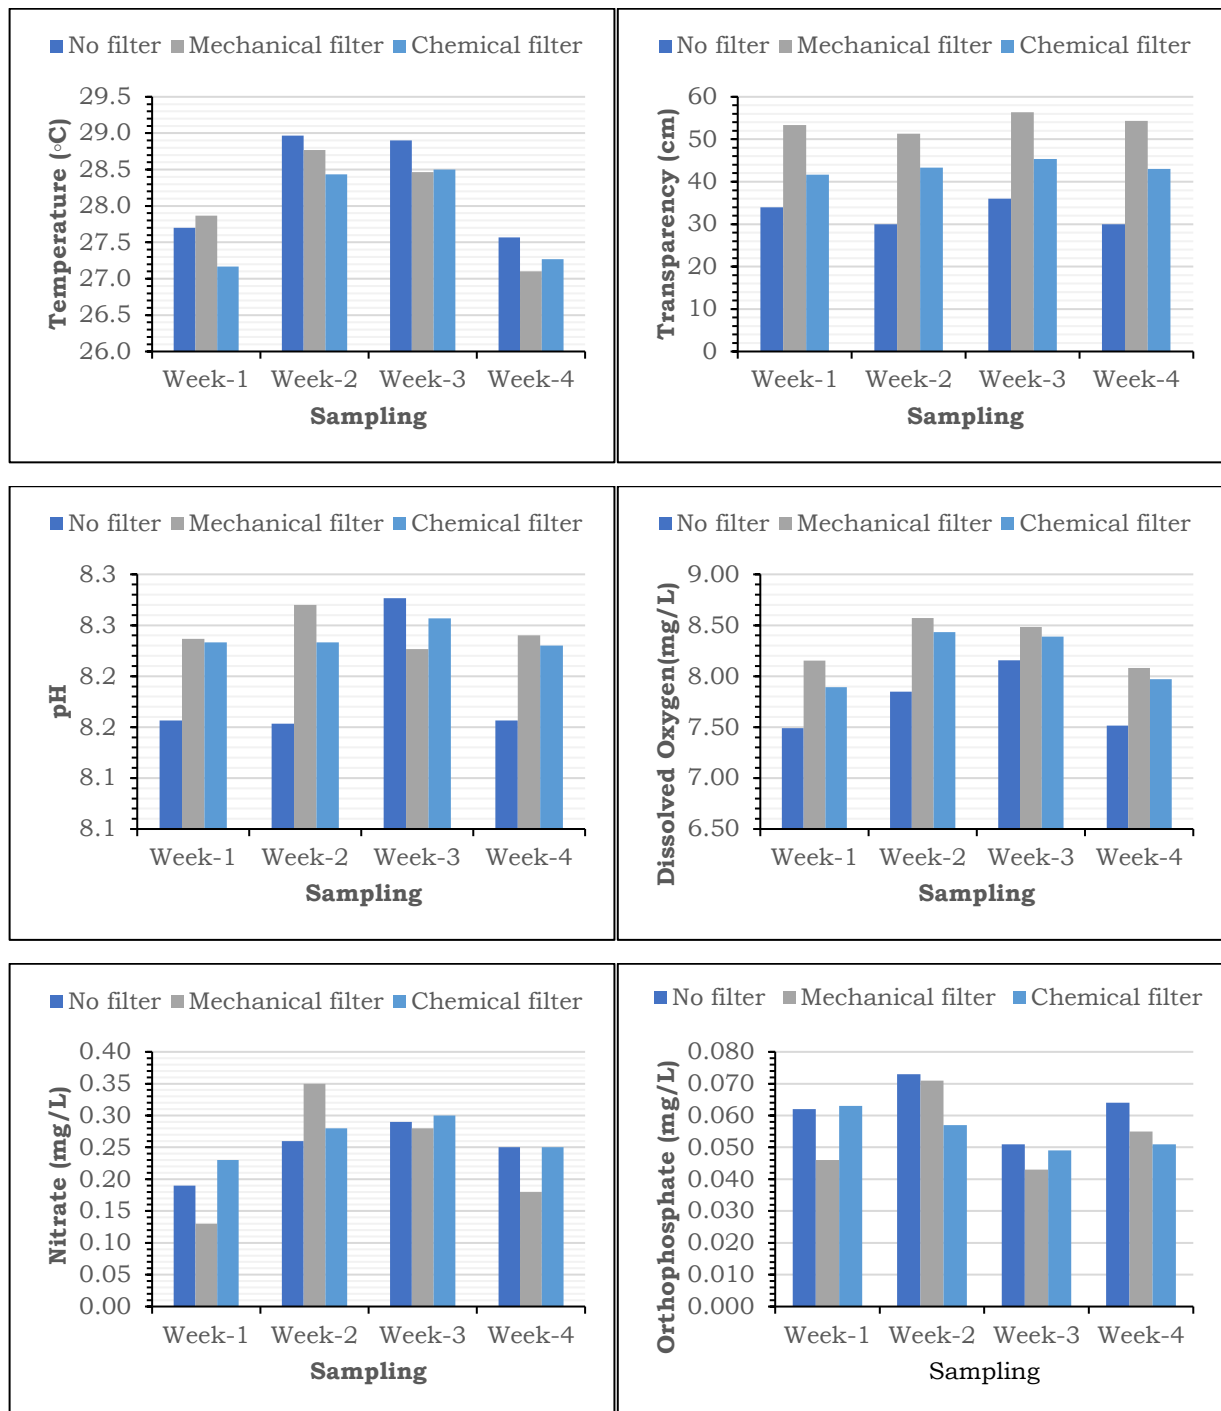 No filter Mechanical filter Chemical filter
29.5
29.0
28.5
28.0
27.5
27.0
26.5
26.0
Temperature (◦C)
Week-1 Week-2 Week-3 Week-4
Sampling
No filter Mechanical filter Chemical filter
60
50
40
30
20
10
0
Transparency (cm)
Week-1 Week-2 Week-3 Week-4
Sampling
No filter Mechanical filter Chemical filter
8.3
8.3
8.2
8.2
8.1
8.1
pH
Week-1 Week-2 Week-3 Week-4
Sampling
No filter Mechanical filter Chemical filter
9.00
8.50
8.00
7.50
7.00
6.50
Dissolved Oxygen(mg/L)
Week-1 Week-2 Week-3 Week-4
Sampling
No filter Mechanical filter Chemical filter
0.40
0.35
0.30
0.25
0.20
0.15
0.10
0.05
0.00
Nitrate (mg/L)
Week-1 Week-2 Week-3 Week-4
Sampling
No filter Mechanical filter Chemical filter
0.080
0.070
0.060
0.050
0.040
0.030
0.020
0.010
0.000
Orthophosphate (mg/L)
Week-1 Week-2 Week-3 Week-4
Sampling